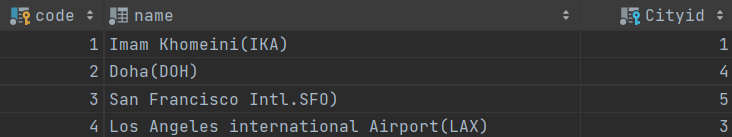 code name Cityid
1 Imam Khomeini(IKA) 1
2 Doha(DOH) 4
3 San Francisco Intl.SFO) 5
4 Los Angeles international Airport(LAX) 3